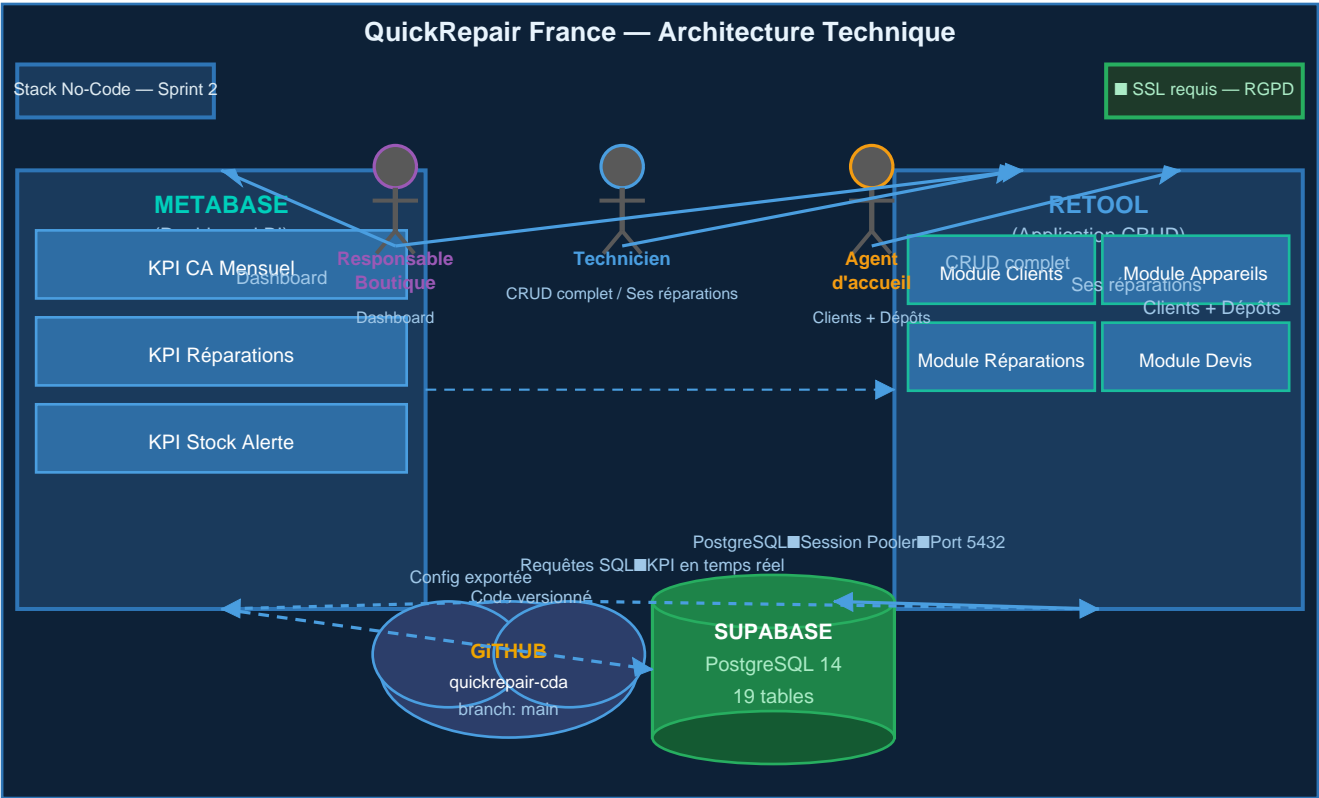 QuickRepair France — Architecture Technique
Stack No-Code — Sprint 2
■ SSL requis — RGPD
METABASE
KPI CA Mensuel
Dashboard
KPI Réparations
KPI Stock Alerte
Responsable
Boutique
Dashboard
Technicien
CRUD complet / Ses réparations
Agent
d'accueil
Clients + Dépôts
RETOOL
(Application CRUD)
CRUD complet
Module Clients
Module Appareils
Ses réparations
Clients + Dépôts
Module Réparations
Module Devis
PostgreSQL■Session Pooler■Port 5432
Requêtes SQL■KPI en temps réel
Config exportée
Code versionné
GITHUB
quickrepair-cda
branch: main
SUPABASE
PostgreSQL 14
19 tables